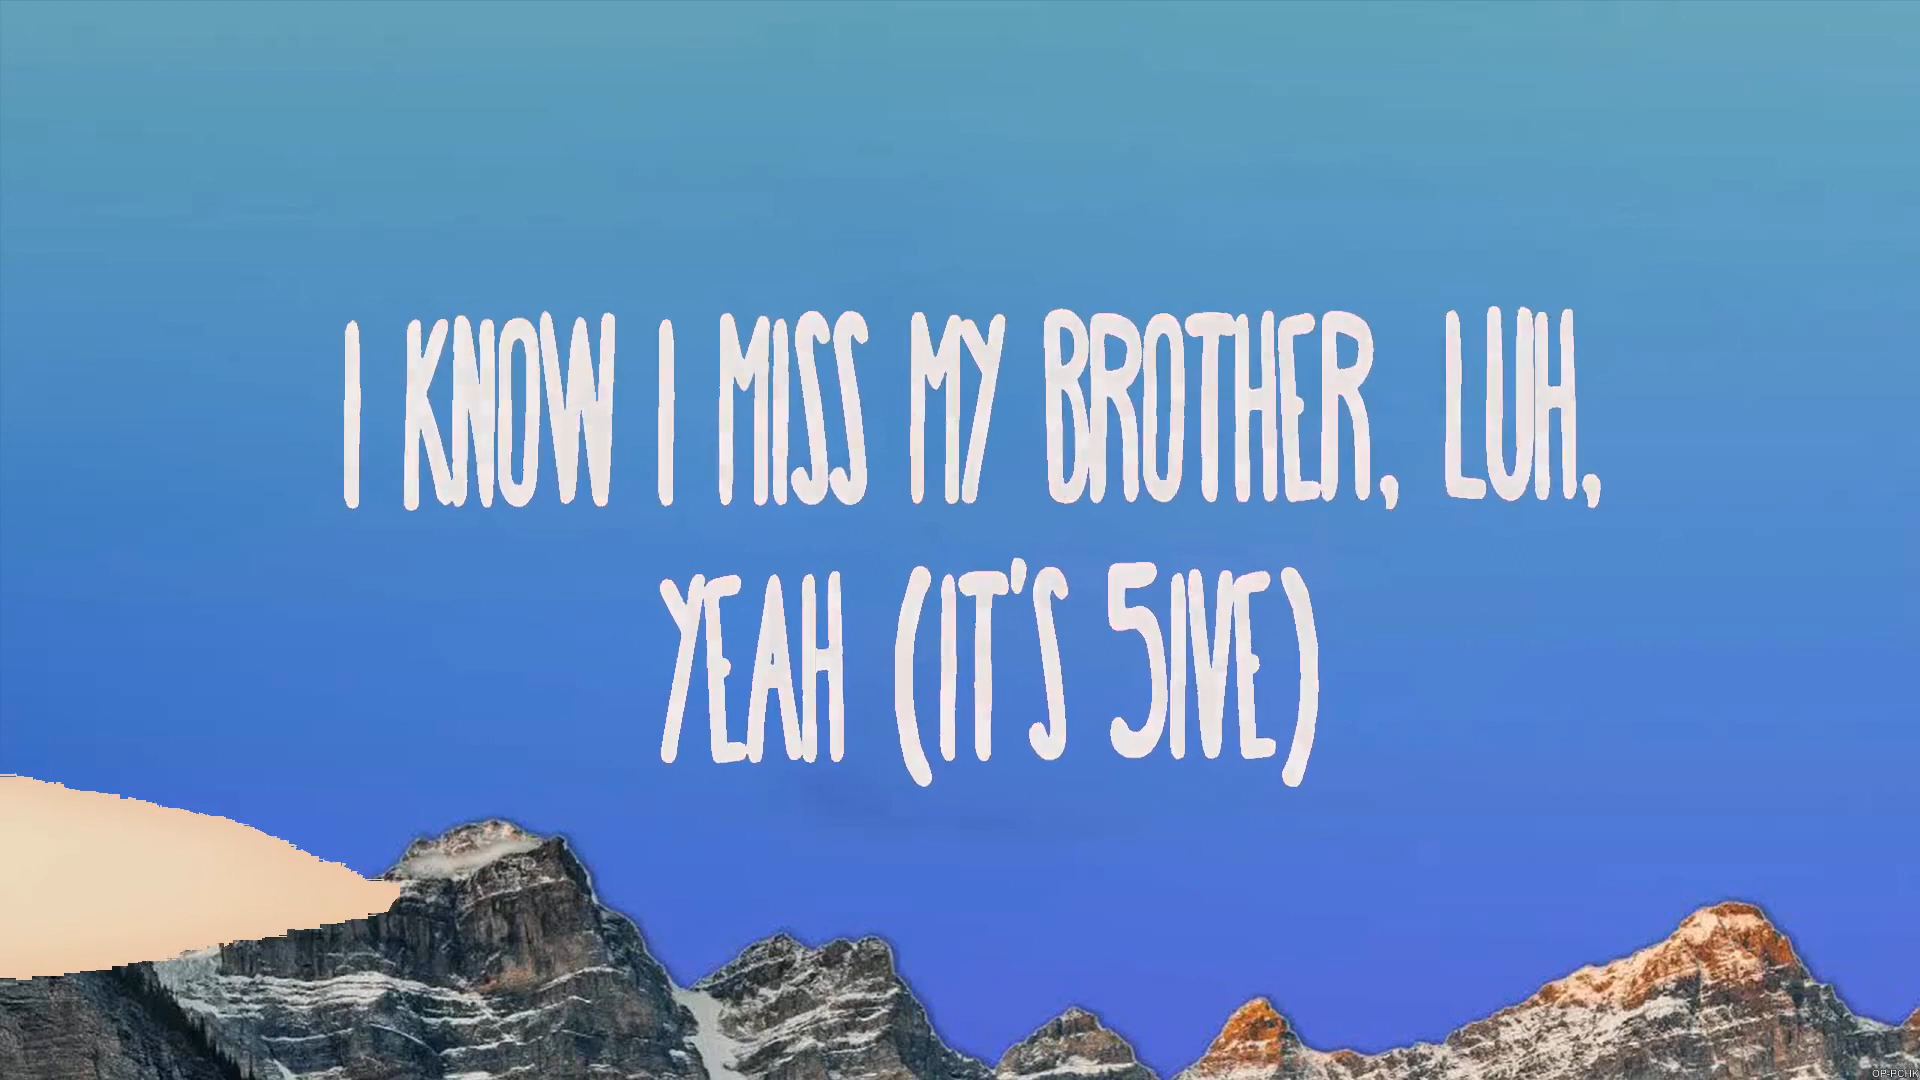 I KNOW I MISS MY BROTHER, LUH,
YEAH (IT'S 5IVE)